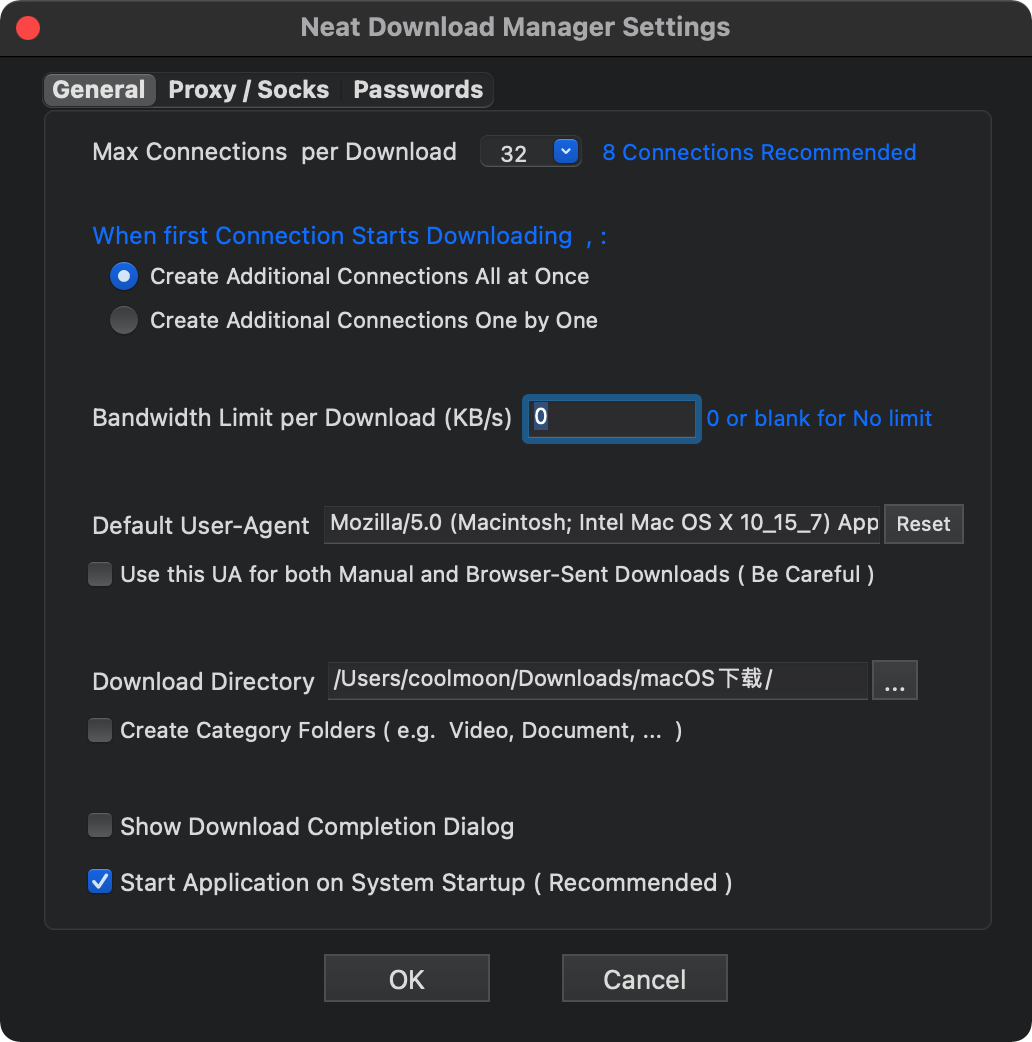 Neat Download Manager Settings
General Proxy / Socks Passwords
Max Connections per Download 32 8 Connections Recommended
When first Connection Starts Downloading , :
Create Additional Connections All at Once
Create Additional Connections One by One
Bandwidth Limit per Download (KB/s) 0 0 or blank for No limit
Default User-Agent Mozilla/5.0 (Macintosh; Intel Mac OS X 10_15_7) App Reset
Use this UA for both Manual and Browser-Sent Downloads ( Be Careful )
Download Directory /Users/coolmoon/Downloads/macOS下载/ ...
Create Category Folders ( e.g. Video, Document, ... )
Show Download Completion Dialog
Start Application on System Startup ( Recommended )
OK Cancel